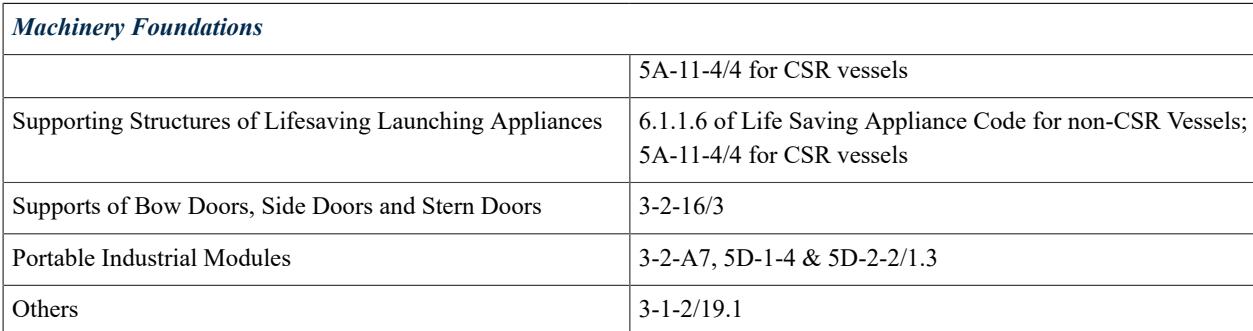 Machinery Foundations
5A-11-4/4 for CSR vessels
Supporting Structures of Lifesaving Launching Appliances
6.1.1.6 of Life Saving Appliance Code for non-CSR Vessels;
5A-11-4/4 for CSR vessels
Supports of Bow Doors, Side Doors and Stern Doors
3-2-16/3
Portable Industrial Modules
3-2-A7, 5D-1-4 & 5D-2-2/1.3
Others
3-1-2/19.1